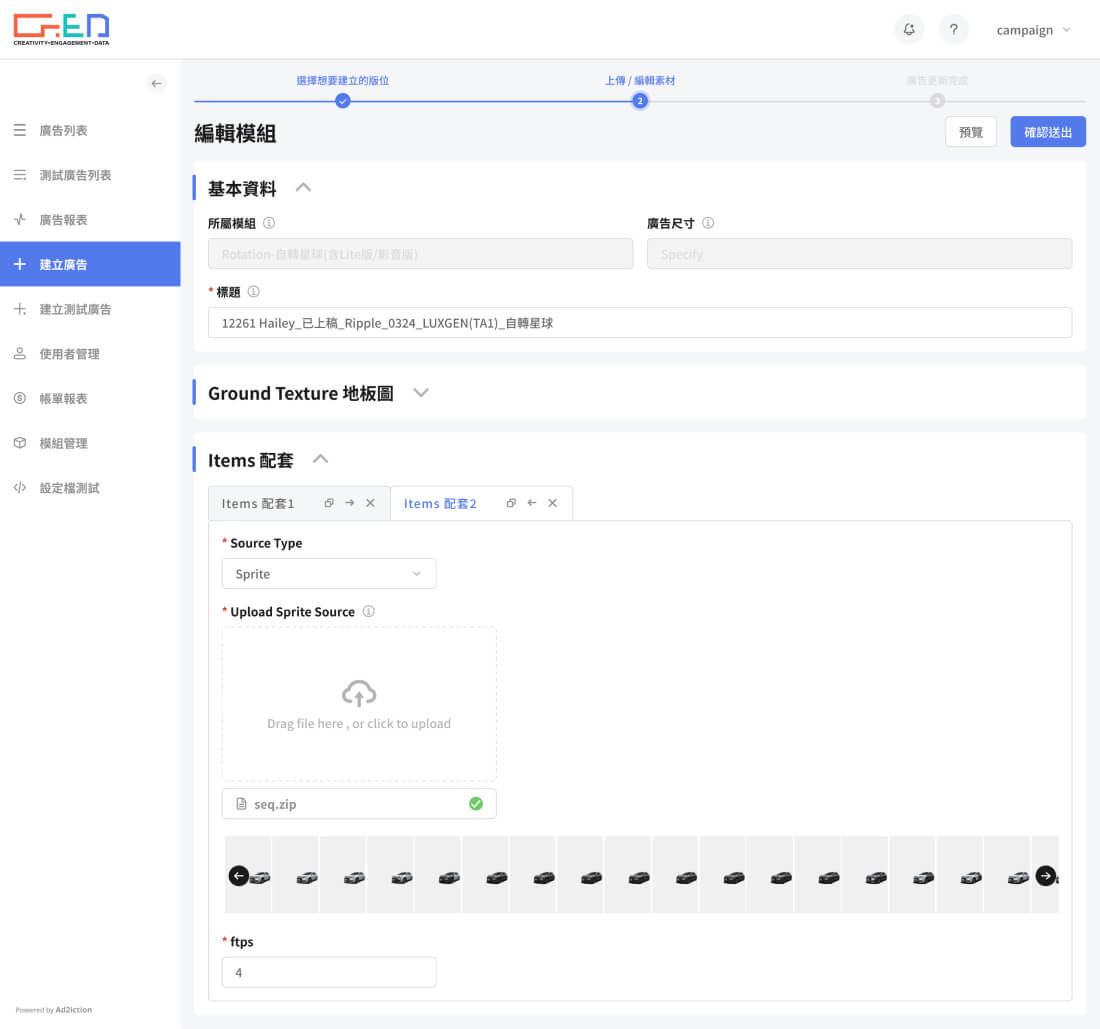 CREATIVITY•ENGAGEMENT•DATA
campaign
廣告列表
測試廣告列表
廣告報表
建立廣告
建立測試廣告
使用者管理
帳單報表
模組管理
設定檔測試
Powered by Ad2iction
選擇想要建立的版位
上傳 / 編輯素材
2
廣告更新完成
3
編輯模組
預覽
確認送出
基本資料
所屬模組
Rotation-自轉星球(含Lite版/影音版)
廣告尺寸
Specify
* 標題
12261 Hailey_已上稿_Ripple_0324_LUXGEN(TA1)_自轉星球
Ground Texture 地板圖
Items 配套
Items 配套1
Items 配套2
* Source Type
Sprite
* Upload Sprite Source
Drag file here , or click to upload
seq.zip
* ftps
4